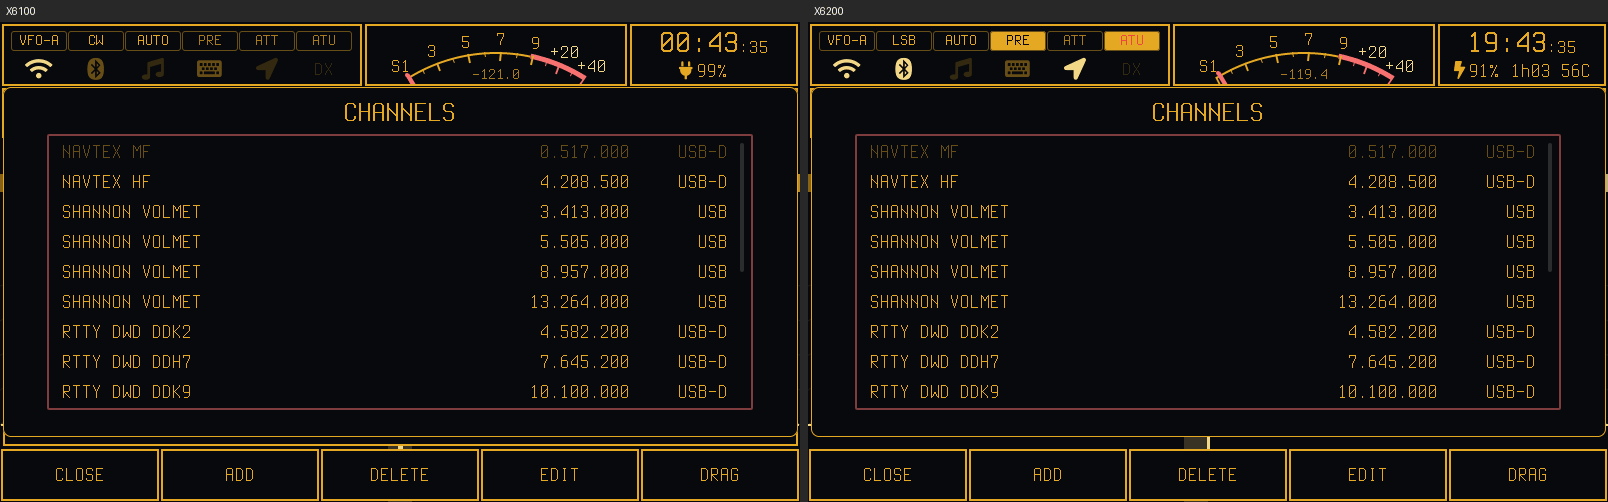 X6100
VFO-A CW AUTO PRE ATT ATU
DX
S1 3 5 7 9 +20 +40
-121.0
00:43:35
99%
CHANNELS
NAVTEX MF 0.517.000 USB-D
NAVTEX HF 4.208.500 USB-D
SHANNON VOLMET 3.413.000 USB
SHANNON VOLMET 5.505.000 USB
SHANNON VOLMET 8.957.000 USB
SHANNON VOLMET 13.264.000 USB
RTTY DWD DDK2 4.582.200 USB-D
RTTY DWD DDH7 7.645.200 USB-D
RTTY DWD DDK9 10.100.000 USB-D
CLOSE ADD DELETE EDIT DRAG
X6200
VFO-A LSB AUTO PRE ATT ATU
DX
S1 3 5 7 9 +20 +40
-119.4
19:43:35
91% 1h03 56C
CHANNELS
NAVTEX MF 0.517.000 USB-D
NAVTEX HF 4.208.500 USB-D
SHANNON VOLMET 3.413.000 USB
SHANNON VOLMET 5.505.000 USB
SHANNON VOLMET 8.957.000 USB
SHANNON VOLMET 13.264.000 USB
RTTY DWD DDK2 4.582.200 USB-D
RTTY DWD DDH7 7.645.200 USB-D
RTTY DWD DDK9 10.100.000 USB-D
CLOSE ADD DELETE EDIT DRAG